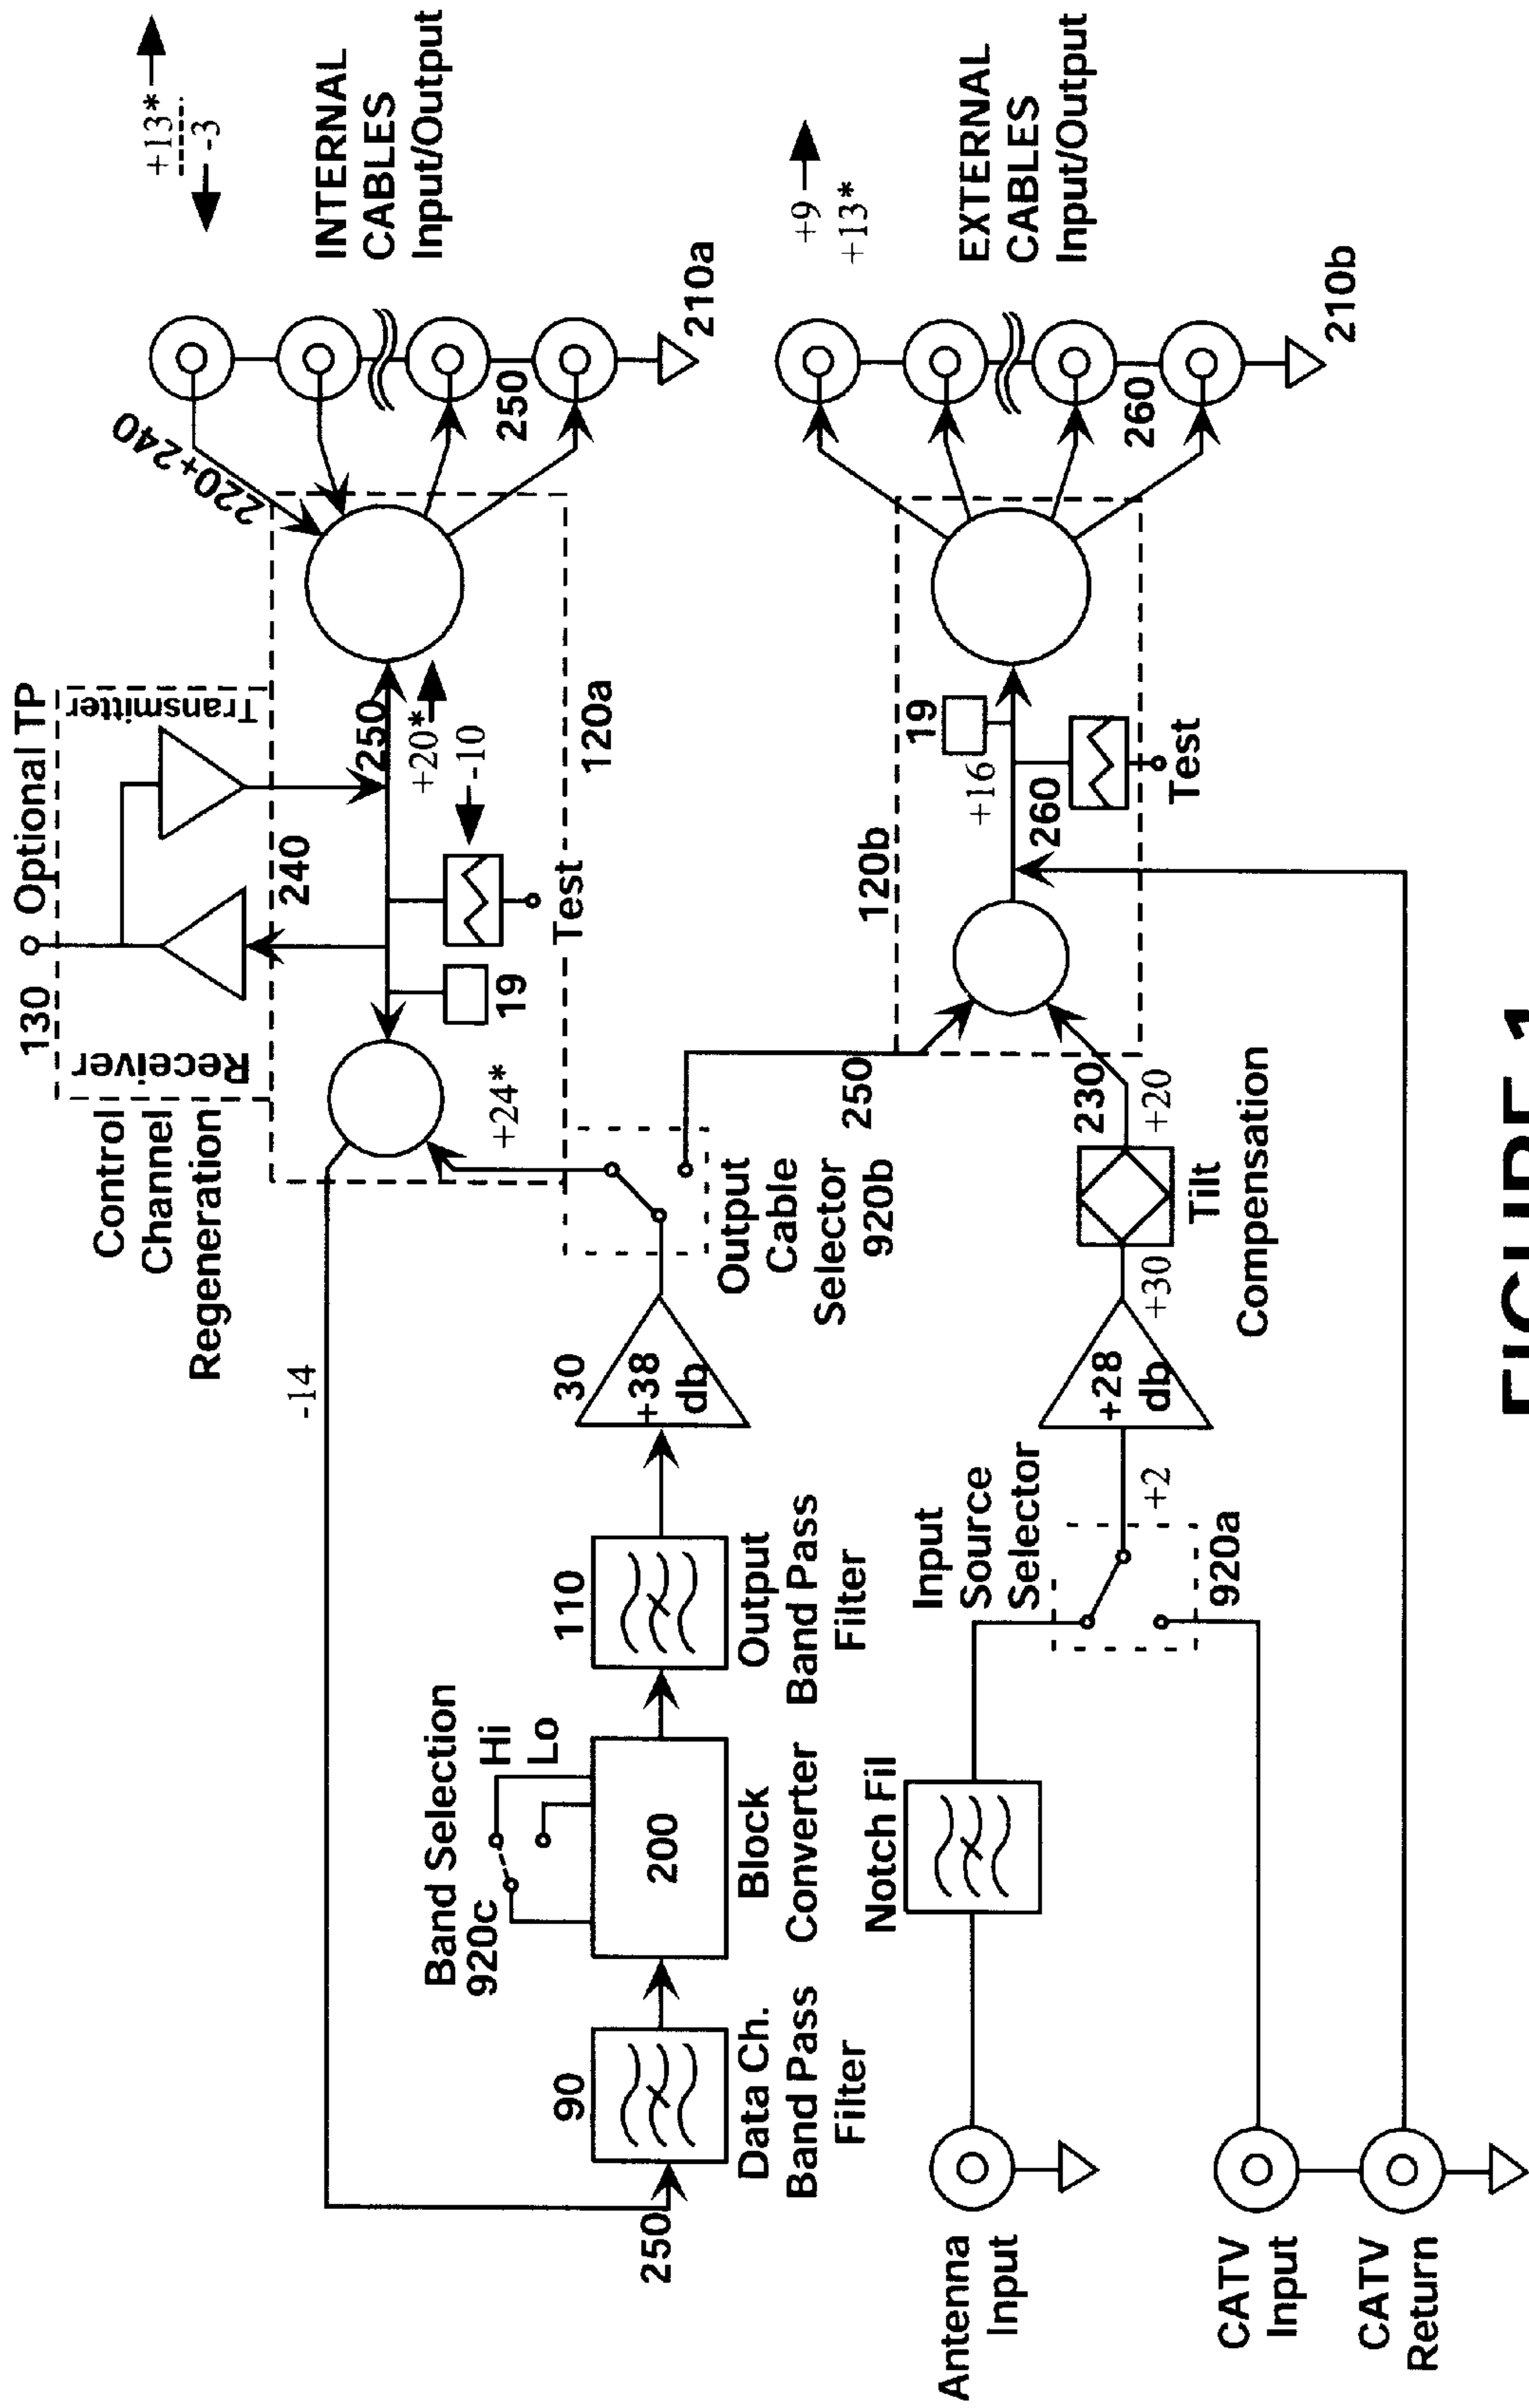 130
Optional TP
Receiver
Transmitter
Control
Channel
Regeneration
240
220+240
+13*
-3
INTERNAL
CABLES
Input/Output
250
210a
250
+20*
-10
19
Test
120a
-14
+24*
Band Selection
920c
Hi
Lo
250
90
Data Ch.
Band Pass
Filter
200
Block
Converter
110
Output
Band Pass
Filter
30
+38
db
Output
Cable
Selector
920b
250
120b
19
+16
260
Test
+9
+13*
EXTERNAL
CABLES
Input/Output
260
210b
Antenna
Input
Notch Fil
Input
Source
Selector
920a
+2
+28
db
+30
Tilt
Compensation
230
+20
CATV
Input
CATV
Return
FIGURE 1